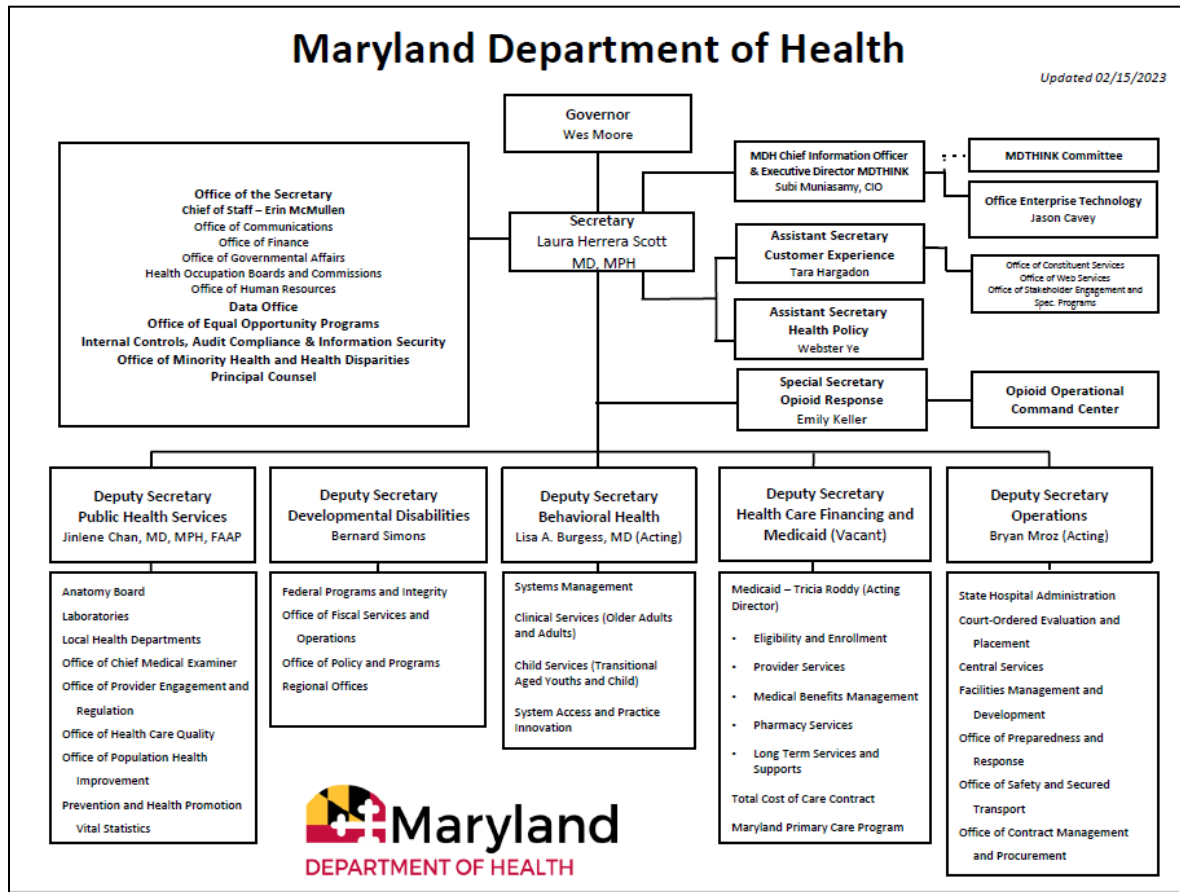 Maryland Department of Health
Updated 02/15/2023
Governor
Wes Moore
Office of the Secretary
Chief of Staff – Erin McMullen
Office of Communications
Office of Finance
Office of Governmental Affairs
Health Occupation Boards and Commissions
Office of Human Resources
Data Office
Office of Equal Opportunity Programs
Internal Controls, Audit Compliance & Information Security
Office of Minority Health and Health Disparities
Principal Counsel
Secretary
Laura Herrera Scott
MD, MPH
MDH Chief Information Officer
& Executive Director MDTHINK
Subi Muniasamy, CIO
MDTHINK Committee
Office Enterprise Technology
Jason Cavey
Assistant Secretary
Customer Experience
Tara Hargadon
Office of Constituent Services
Office of Web Services
Office of Stakeholder Engagement and
Spec. Programs
Assistant Secretary
Health Policy
Webster Ye
Special Secretary
Opioid Response
Emily Keller
Opioid Operational
Command Center
Deputy Secretary
Public Health Services
Jinlene Chan, MD, MPH, FAAP
Anatomy Board
Laboratories
Local Health Departments
Office of Chief Medical Examiner
Office of Provider Engagement and
Regulation
Office of Health Care Quality
Office of Population Health
Improvement
Prevention and Health Promotion
Vital Statistics
Deputy Secretary
Developmental Disabilities
Bernard Simons
Federal Programs and Integrity
Office of Fiscal Services and
Operations
Office of Policy and Programs
Regional Offices
Deputy Secretary
Behavioral Health
Lisa A. Burgess, MD (Acting)
Systems Management
Clinical Services (Older Adults
and Adults)
Child Services (Transitional
Aged Youths and Child)
System Access and Practice
Innovation
Deputy Secretary
Health Care Financing and
Medicaid (Vacant)
Medicaid – Tricia Roddy (Acting
Director)
• Eligibility and Enrollment
• Provider Services
• Medical Benefits Management
• Pharmacy Services
• Long Term Services and
Supports
Total Cost of Care Contract
Maryland Primary Care Program
Deputy Secretary
Operations
Bryan Mroz (Acting)
State Hospital Administration
Court-Ordered Evaluation and
Placement
Central Services
Facilities Management and
Development
Office of Preparedness and
Response
Office of Safety and Secured
Transport
Office of Contract Management
and Procurement
Maryland
DEPARTMENT OF HEALTH